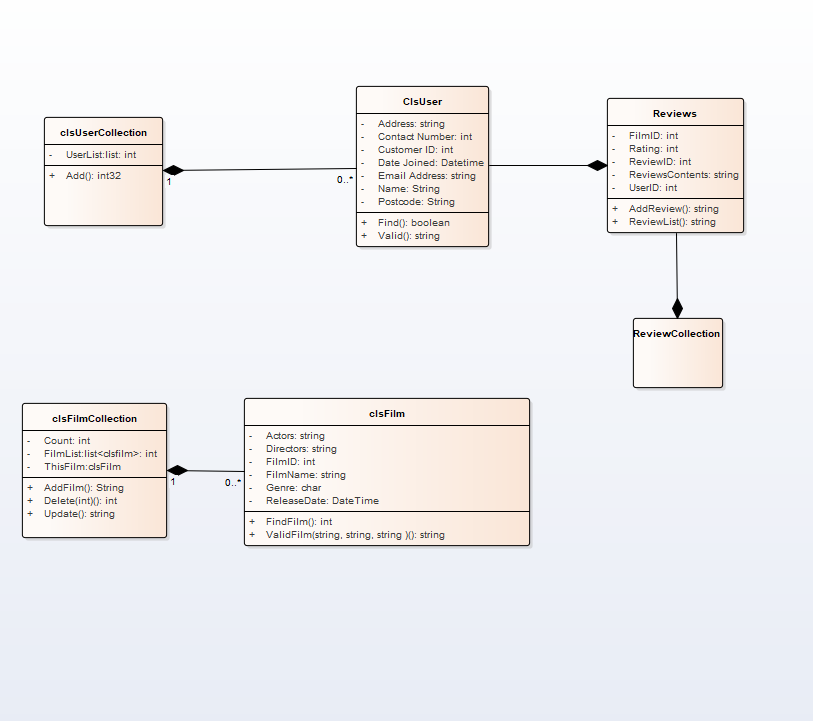 clsUserCollection
- UserList:list: int
+ Add(): int32
1
0..*
ClsUser
- Address: string
- Contact Number: int
- Customer ID: int
- Date Joined: Datetime
- Email Address: string
- Name: String
- Postcode: String
+ Find(): boolean
+ Valid(): string
Reviews
- FilmID: int
- Rating: int
- ReviewID: int
- ReviewsContents: string
- UserID: int
+ AddReview(): string
+ ReviewList(): string
ReviewCollection
clsFilmCollection
- Count: int
- FilmList:list<clsfilm>: int
- ThisFilm:clsFilm
+ AddFilm(): String
+ Delete(int)(): int
+ Update(): string
1
0..*
clsFilm
- Actors: string
- Directors: string
- FilmID: int
- FilmName: string
- Genre: char
- ReleaseDate: DateTime
+ FindFilm(): int
+ ValidFilm(string, string, string )(): string